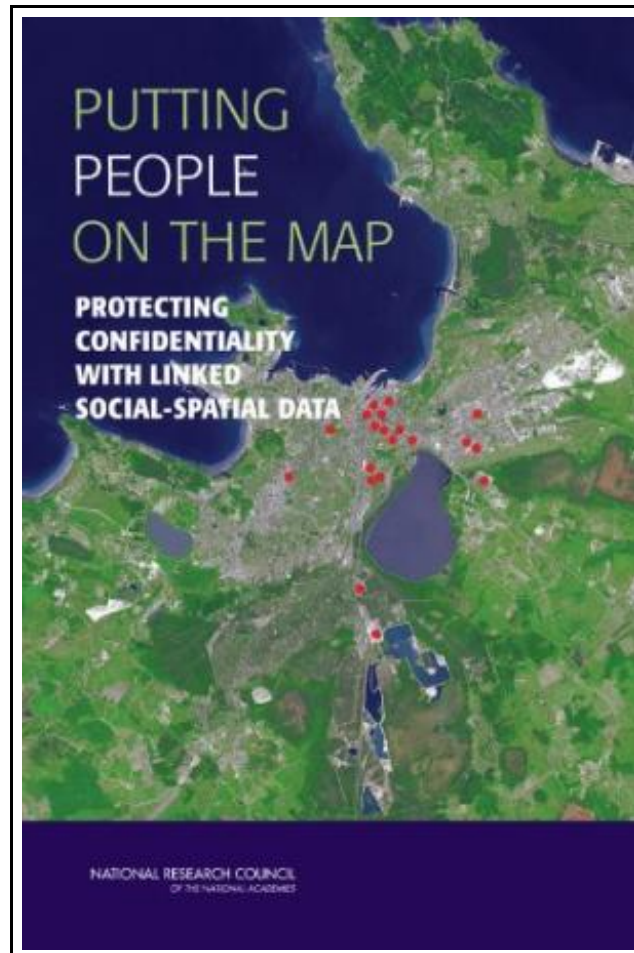 PUTTING
PEOPLE
ON THE MAP
PROTECTING
CONFIDENTIALITY
WITH LINKED
SOCIAL-SPATIAL DATA
NATIONAL RESEARCH COUNCIL
OF THE NATIONAL ACADEMIES